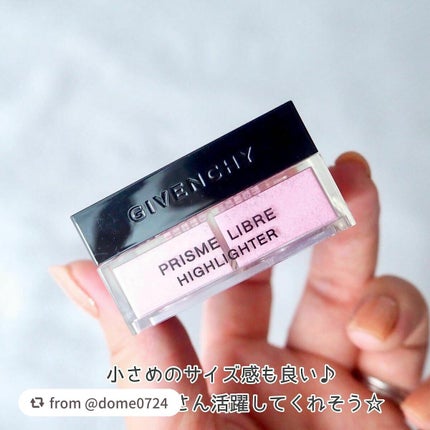 GIVENCHY
PRISME LIBRE
HIGHLIGHTER
小さめのサイズ感も良い♪
さん活躍してくれそう☆
from @dome0724